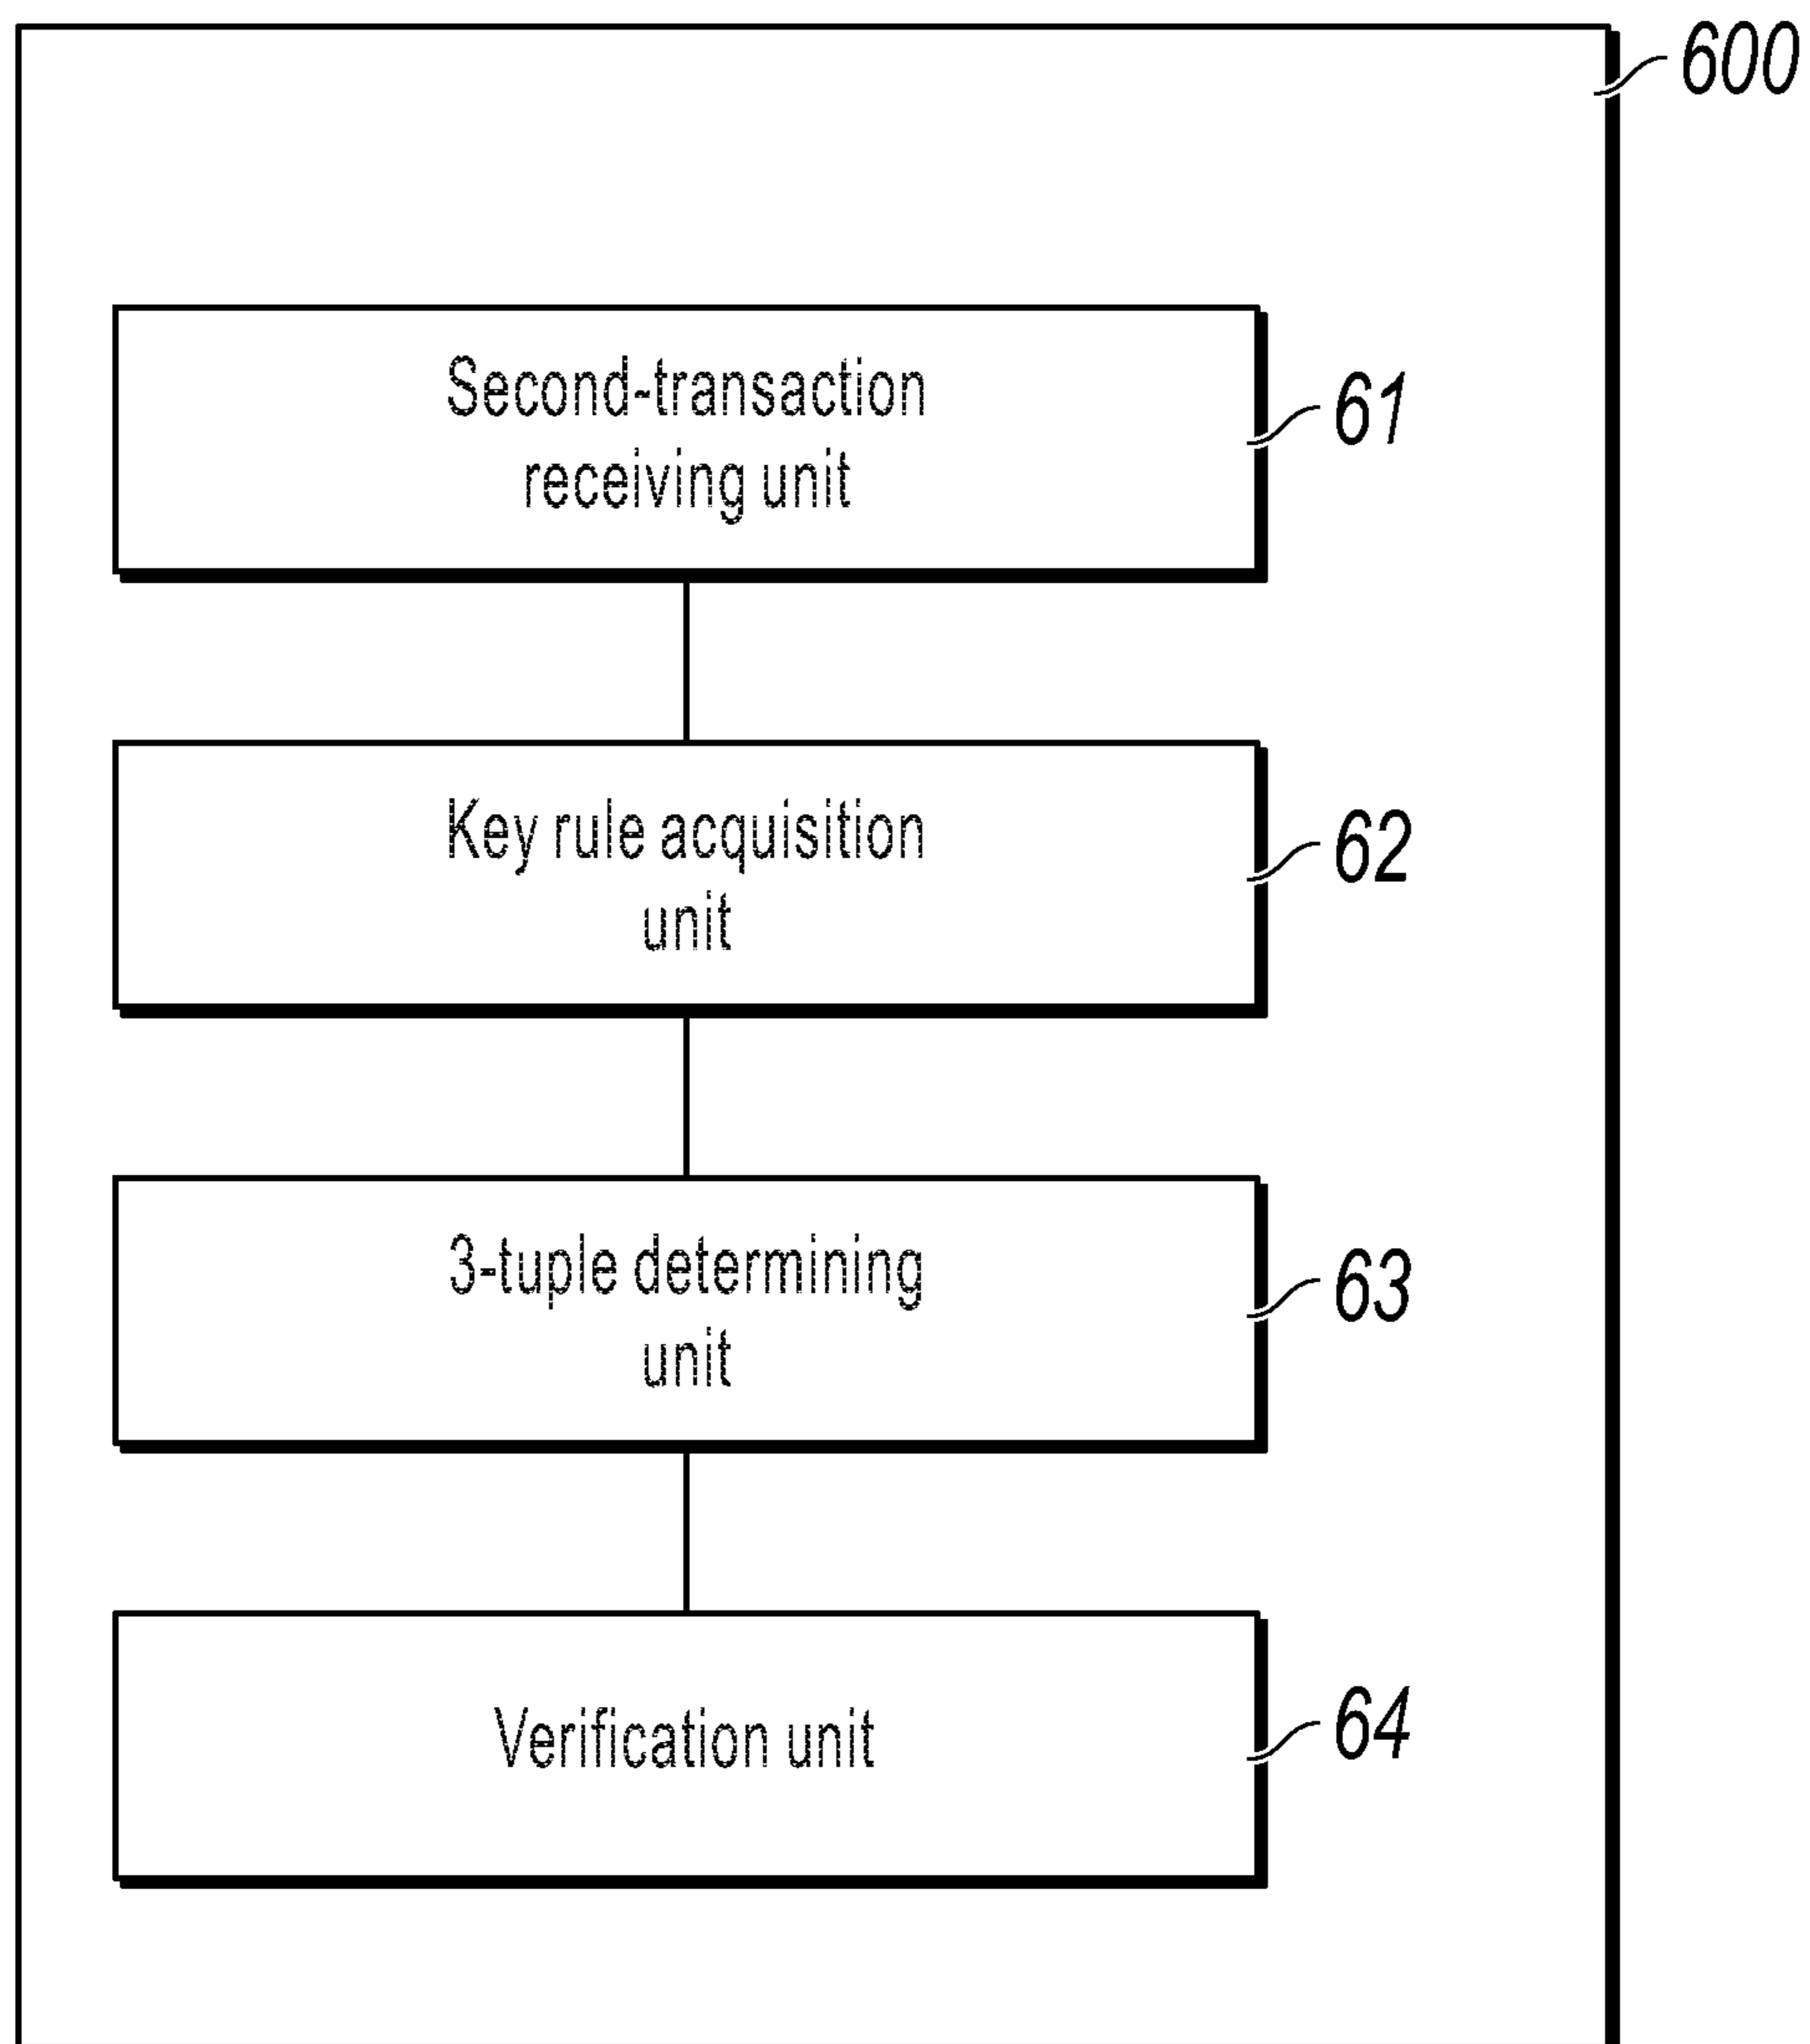 600
Second-transaction
receiving unit
61
Key rule acquisition
unit
62
3-tuple determining
unit
63
Verification unit
64